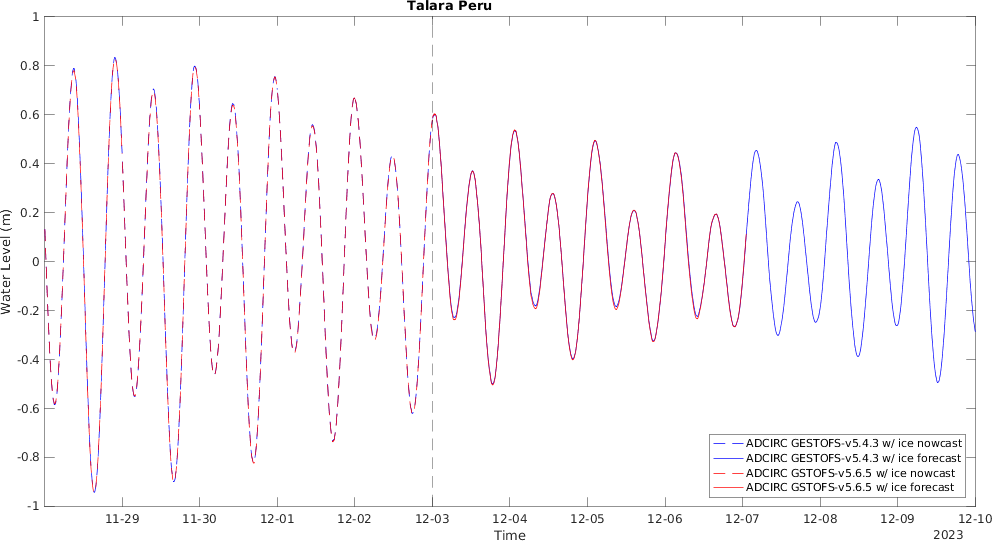 Talara Peru
Water Level (m)
1
0.8
0.6
0.4
0.2
0
-0.2
-0.4
-0.6
-0.8
-1
ADCIRC GESTOFS-v5.4.3 w/ ice nowcast
ADCIRC GESTOFS-v5.4.3 w/ ice forecast
ADCIRC GSTOFS-v5.6.5 w/ ice nowcast
ADCIRC GSTOFS-v5.6.5 w/ ice forecast
11-29 11-30 12-01 12-02 12-03 12-04 12-05 12-06 12-07 12-08 12-09 12-10
Time
2023